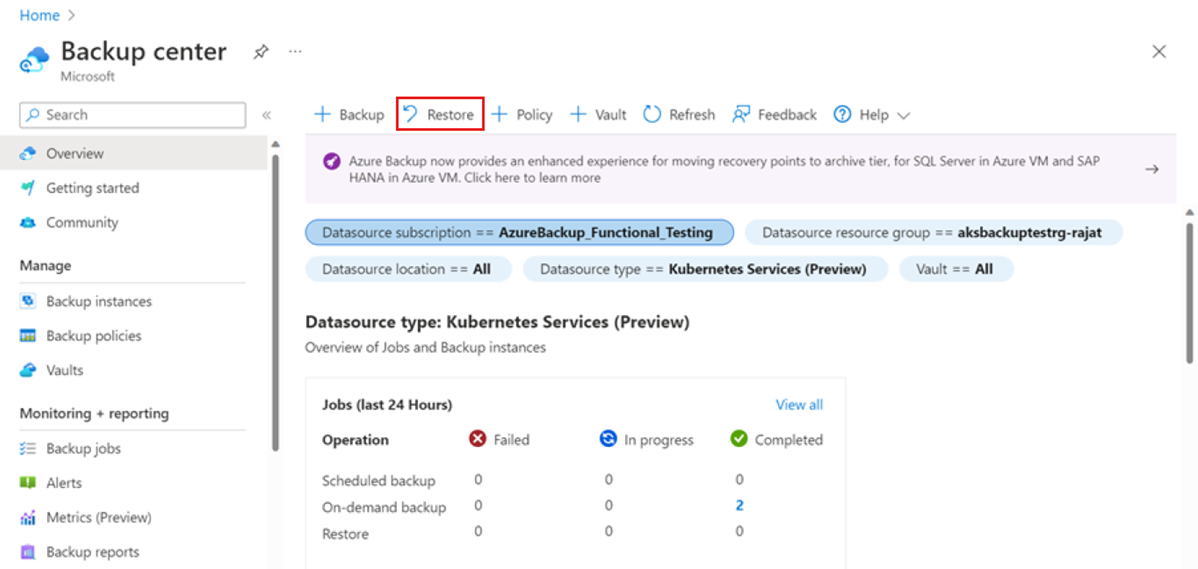 Home
Backup center
Microsoft
Search
Overview
Getting started
Community
Manage
Backup instances
Backup policies
Vaults
Monitoring + reporting
Backup jobs
Alerts
Metrics (Preview)
Backup reports
Backup Restore Policy Vault Refresh Feedback Help
Azure Backup now provides an enhanced experience for moving recovery points to archive tier, for SQL Server in Azure VM and SAP
HANA in Azure VM. Click here to learn more
Datasource subscription == AzureBackup_Functional_Testing Datasource resource group == aksbackuptestrg-rajat
Datasource location == All Datasource type == Kubernetes Services (Preview) Vault == All
Datasource type: Kubernetes Services (Preview)
Overview of Jobs and Backup instances
Jobs (last 24 Hours) View all
Operation Failed In progress Completed
Scheduled backup 0 0 0
On-demand backup 0 0 2
Restore 0 0 0